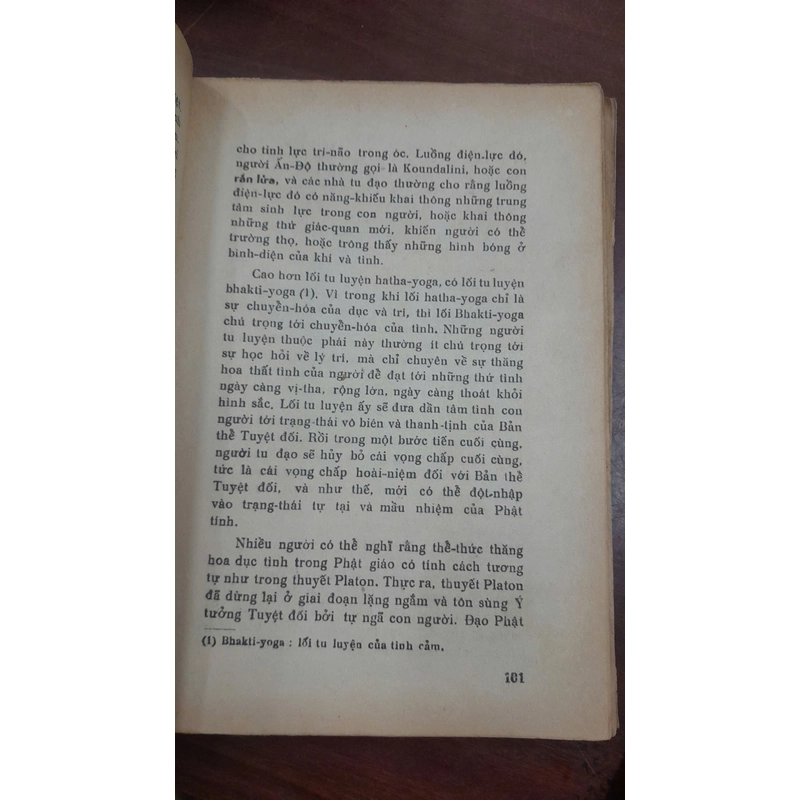 cho tinh lực trí-não trong óc. Luồng điện.lực đó,
người Ấn-Độ thường gọi là Koundalini, hoặc con
rắn lửa, và các nhà tu đạo thường cho rằng luồng
điện-lực đó có năng-khiếu khai thông những trung
tâm sinh lực trong con người, hoặc khai thông
những thứ giác-quan mới, khiến người có thể
trường thọ, hoặc trông thấy những hình bóng ở
bình-diện của khí và tình.
Cao hơn lối tu luyện hatha-yoga, có lối tu luyện
bhakti-yoga (1). Vì trong khi lối hatha-yoga chỉ là
sự chuyển-hóa của dục và trí, thì lối Bhakti-yoga
chú trọng tới chuyển-hóa của tình. Những người
tu luyện thuộc phái này thường ít chú trọng tới
sự học hỏi về lý trí, mà chỉ chuyên về sự thăng
hoa thất tình của người để đạt tới những thứ tình
ngày càng vị-tha, rộng lớn, ngày càng thoát khỏi
hình sắc. Lối tu luyện ấy sẽ đưa dần tâm tình con
người tới trạng-thái vô biên và thanh-tịnh của Bản
thể Tuyệt đối. Rồi trong một bước tiến cuối cùng,
người tu đạo sẽ hủy bỏ cái vọng chấp cuối cùng,
tức là cái vọng chấp hoài-niệm đối với Bản thể
Tuyệt đối, và như thế, mới có thể đột-nhập
vào trạng-thái tự tại và mầu nhiệm của Phật
tính.
Nhiều người có thể nghĩ rằng thể-thức thăng
hoa dục tình trong Phật giáo có tính cách tương
tự như trong thuyết Platon. Thực ra, thuyết Platon
đã dừng lại ở giai đoạn lặng ngắm và tôn sùng Ý
tưởng Tuyệt đối bởi tự ngã con người. Đạo Phật
(1) Bhakti-yoga : lối tu luyện của tình cảm.
101